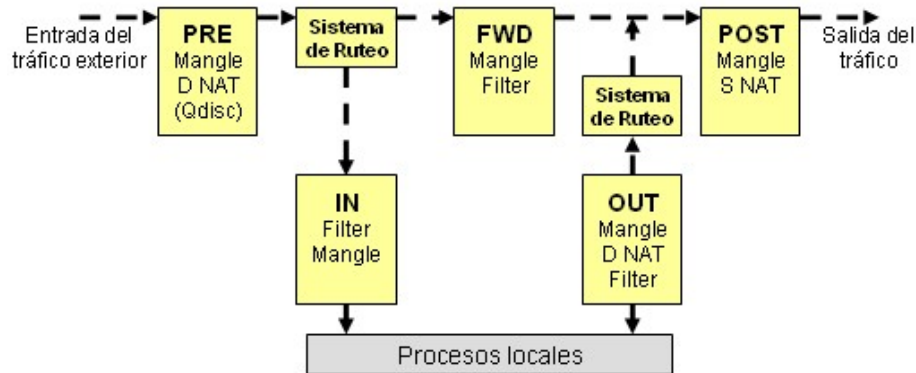 Entrada del
tráfico exterior
PRE
Mangle
D NAT
(Qdisc)
Sistema
de Ruteo
FWD
Mangle
Filter
Sistema
de Ruteo
POST
Mangle
S NAT
Salida del
tráfico
IN
Filter
Mangle
OUT
Mangle
D NAT
Filter
Procesos locales